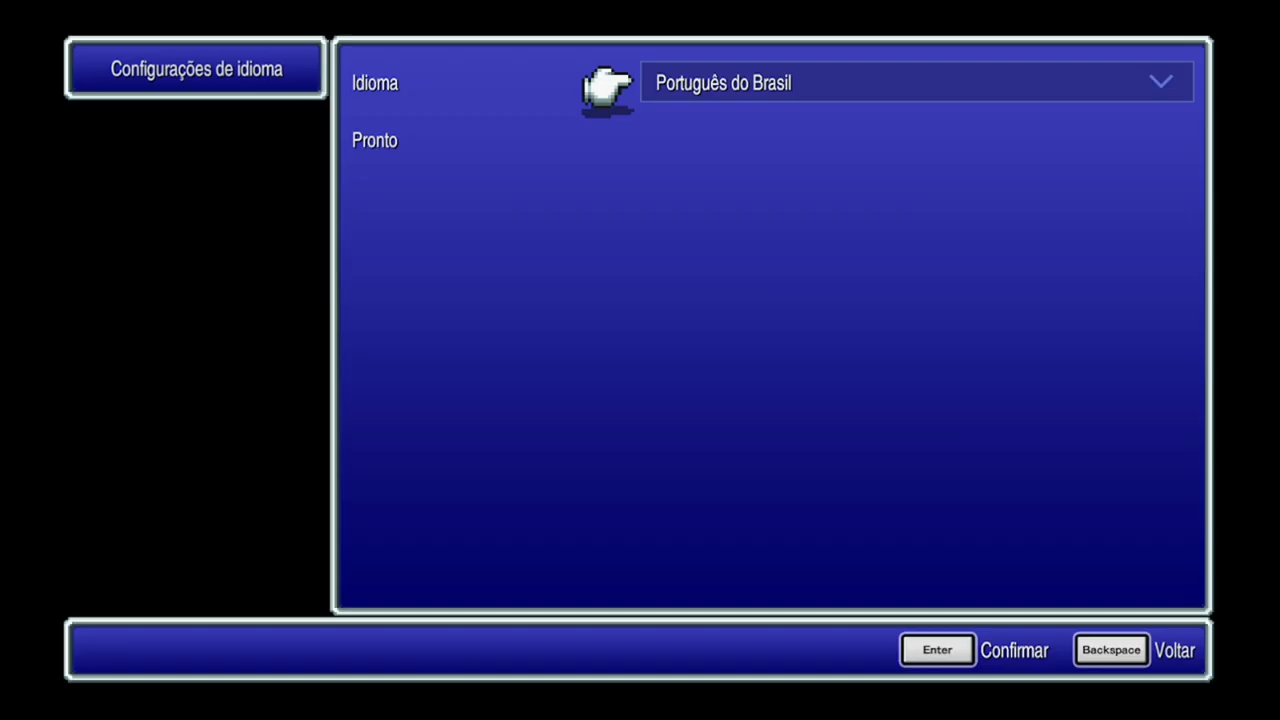 Configurações de idioma
Idioma
Português do Brasil
Pronto
Enter Confirmar Backspace Voltar